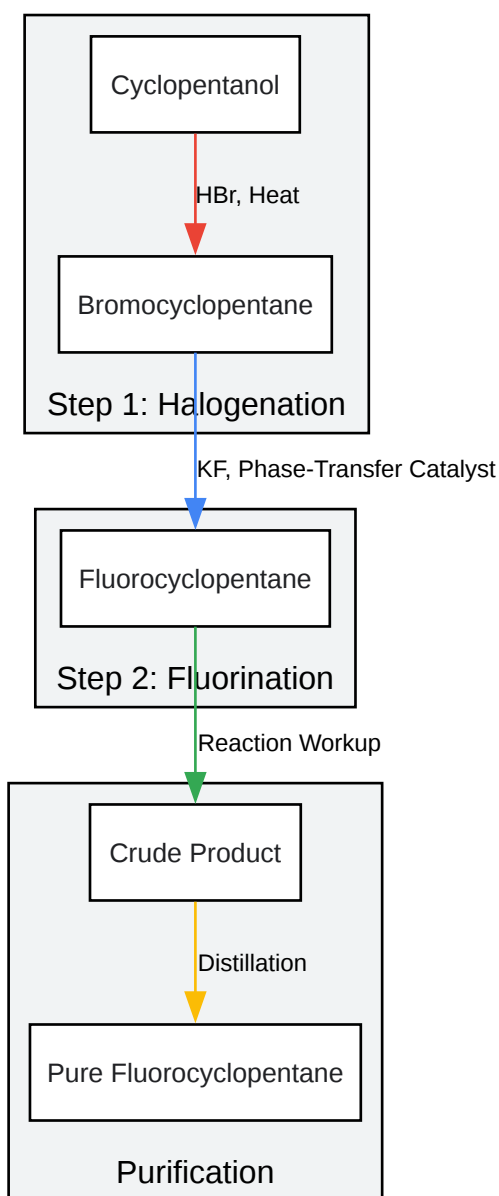 Cyclopentanol
HBr, Heat
Bromocyclopentane
Step 1: Halogenation
KF, Phase-Transfer Catalyst
Fluorocyclopentane
Step 2: Fluorination
Reaction Workup
Crude Product
Distillation
Pure Fluorocyclopentane
Purification